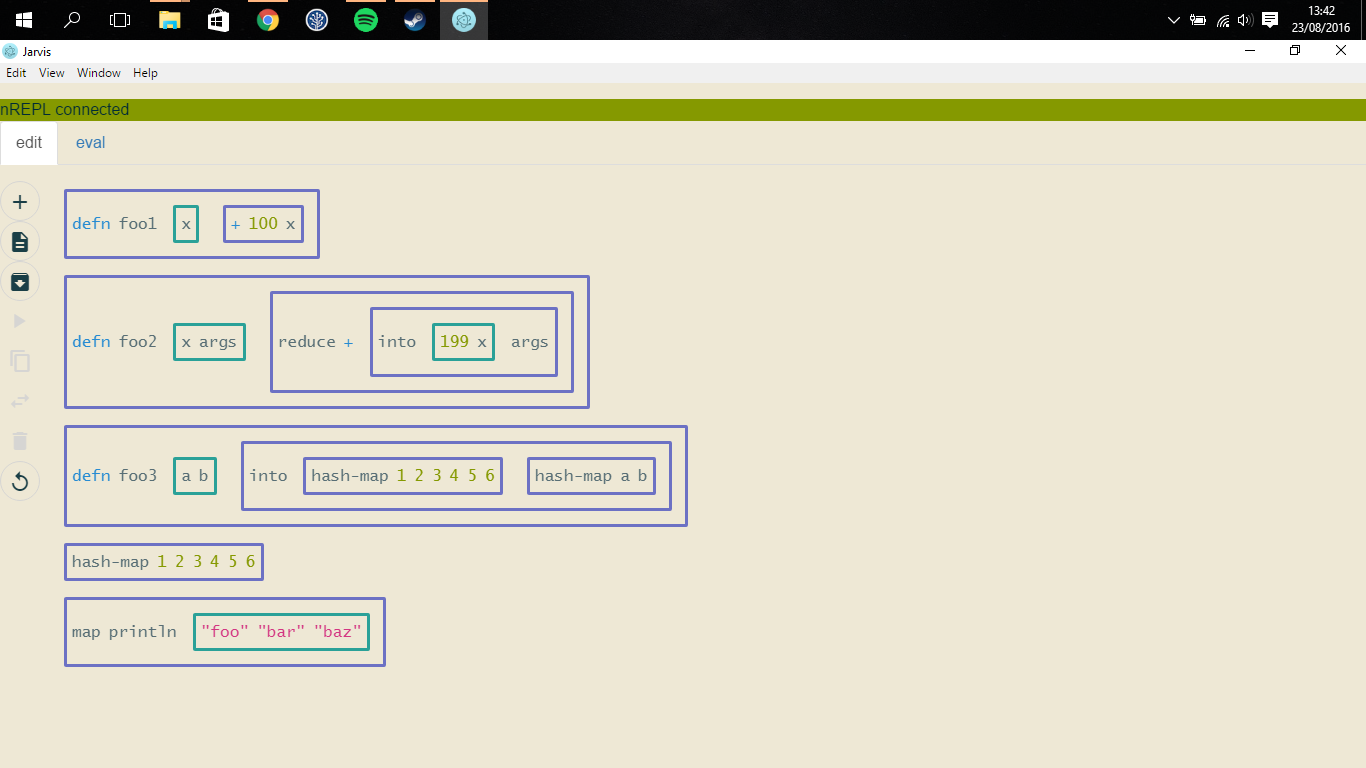 13:42
23/08/2016
Jarvis
Edit View Window Help
nREPL connected
edit eval
defn foo1 x + 100 x
defn foo2 x args reduce + into 199 x args
defn foo3 a b into hash-map 1 2 3 4 5 6 hash-map a b
hash-map 1 2 3 4 5 6
map println "foo" "bar" "baz"